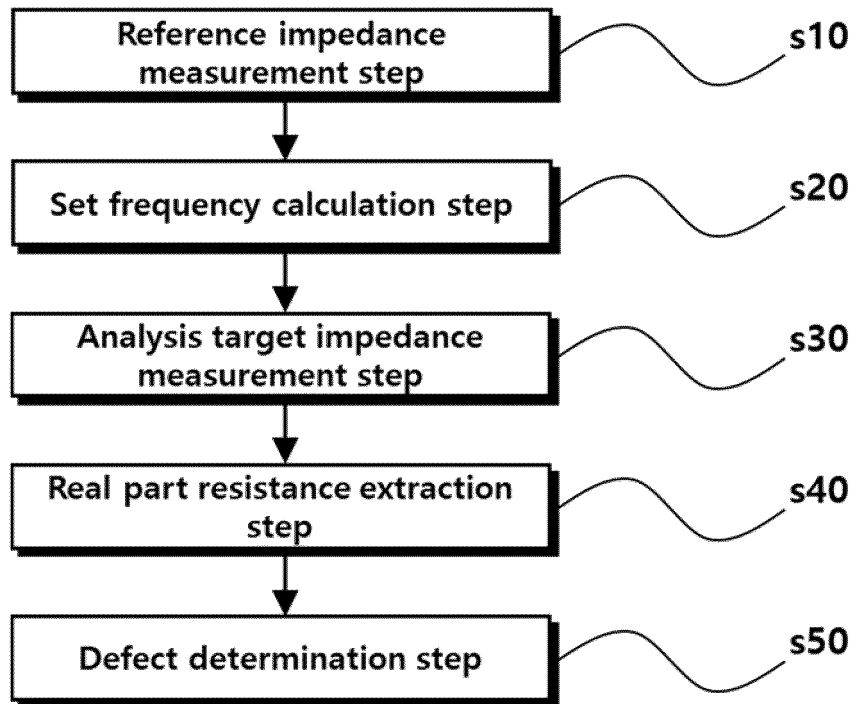 Reference impedance
measurement step
s10
Set frequency calculation step
s20
Analysis target impedance
measurement step
s30
Real part resistance extraction
step
s40
Defect determination step
s50